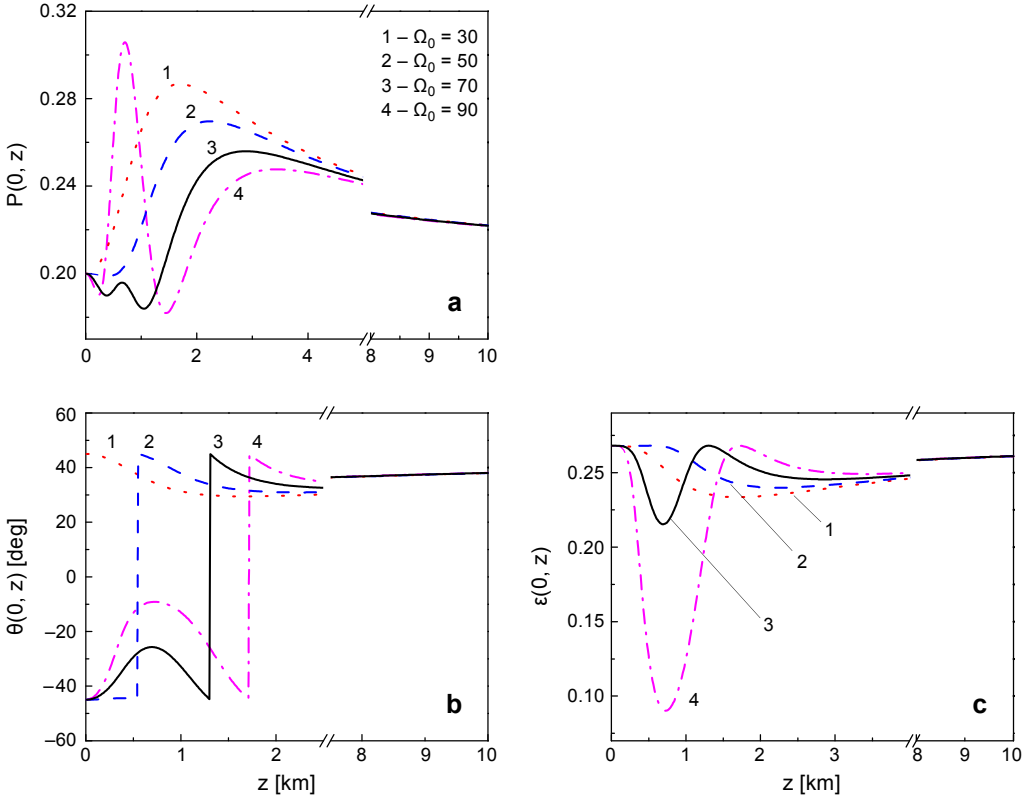 0.32
0.28
0.24
0.20
P(0, z)
1 – Ω₀ = 30
2 – Ω₀ = 50
3 – Ω₀ = 70
4 – Ω₀ = 90
1
2
3
4
a
0 2 4 8 9 10
60
40
20
0
–20
–40
–60
θ(0, z) [deg]
1 2 3 4
b
0 1 2 8 9 10
z [km]
0.25
0.20
0.15
0.10
ε(0, z)
1
2
3
4
c
0 1 2 3 8 9 10
z [km]